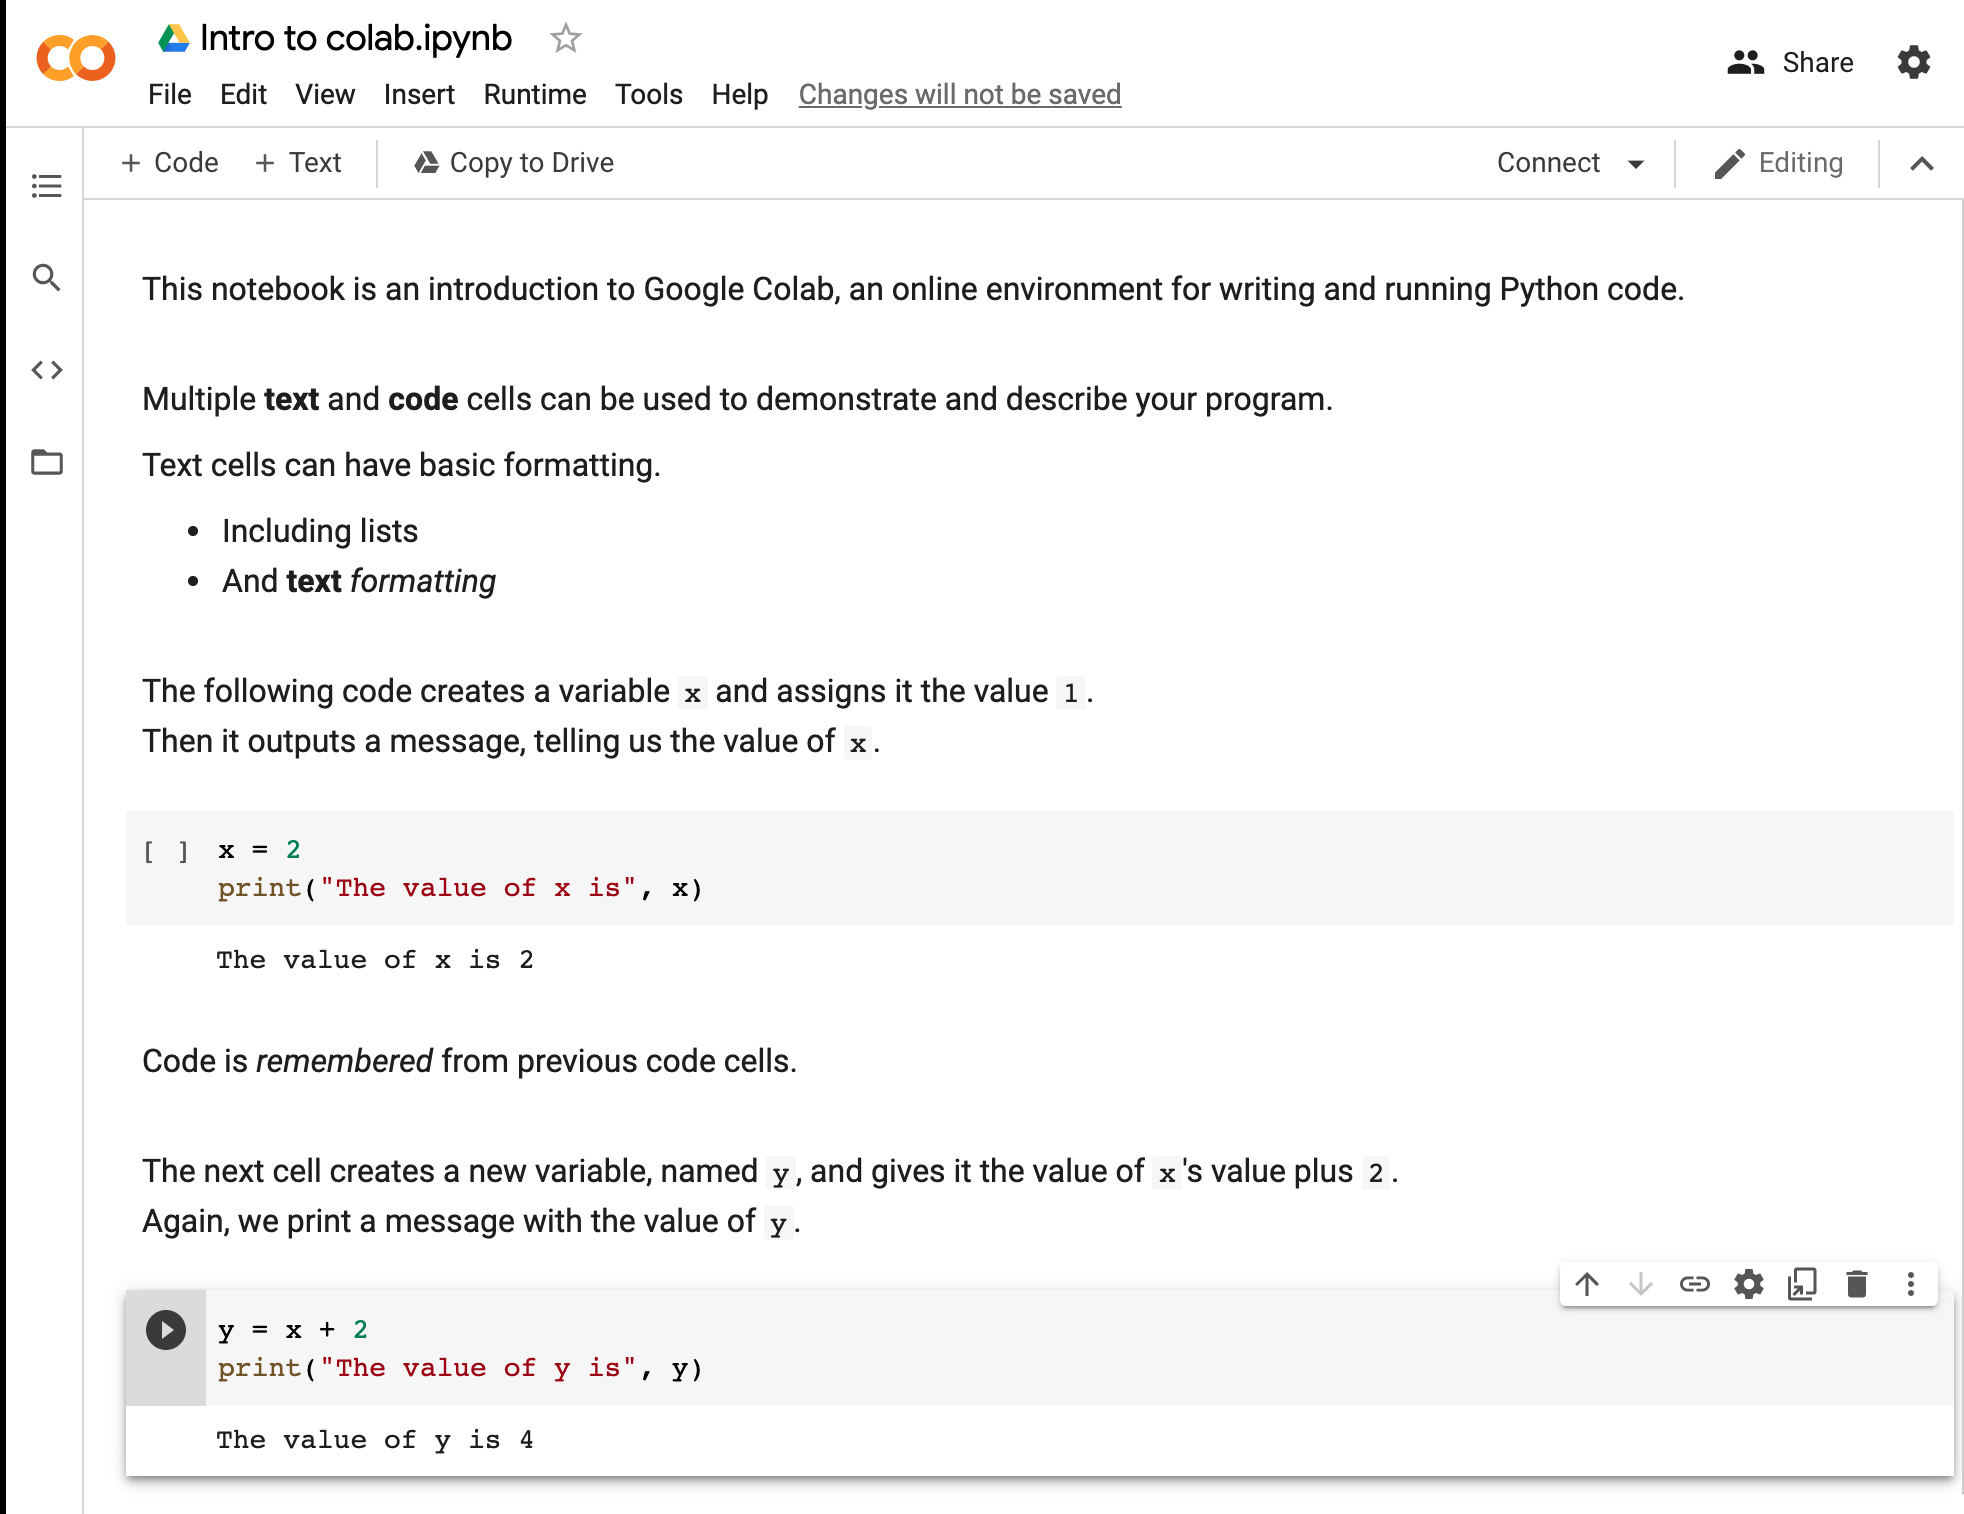 Intro to colab.ipynb
File Edit View Insert Runtime Tools Help Changes will not be saved
Share
+ Code + Text Copy to Drive
Connect Editing
This notebook is an introduction to Google Colab, an online environment for writing and running Python code.
Multiple text and code cells can be used to demonstrate and describe your program.
Text cells can have basic formatting.
• Including lists
• And text formatting
The following code creates a variable x and assigns it the value 1.
Then it outputs a message, telling us the value of x.
[ ] x = 2
print("The value of x is", x)
The value of x is 2
Code is remembered from previous code cells.
The next cell creates a new variable, named y, and gives it the value of x's value plus 2.
Again, we print a message with the value of y.
y = x + 2
print("The value of y is", y)
The value of y is 4